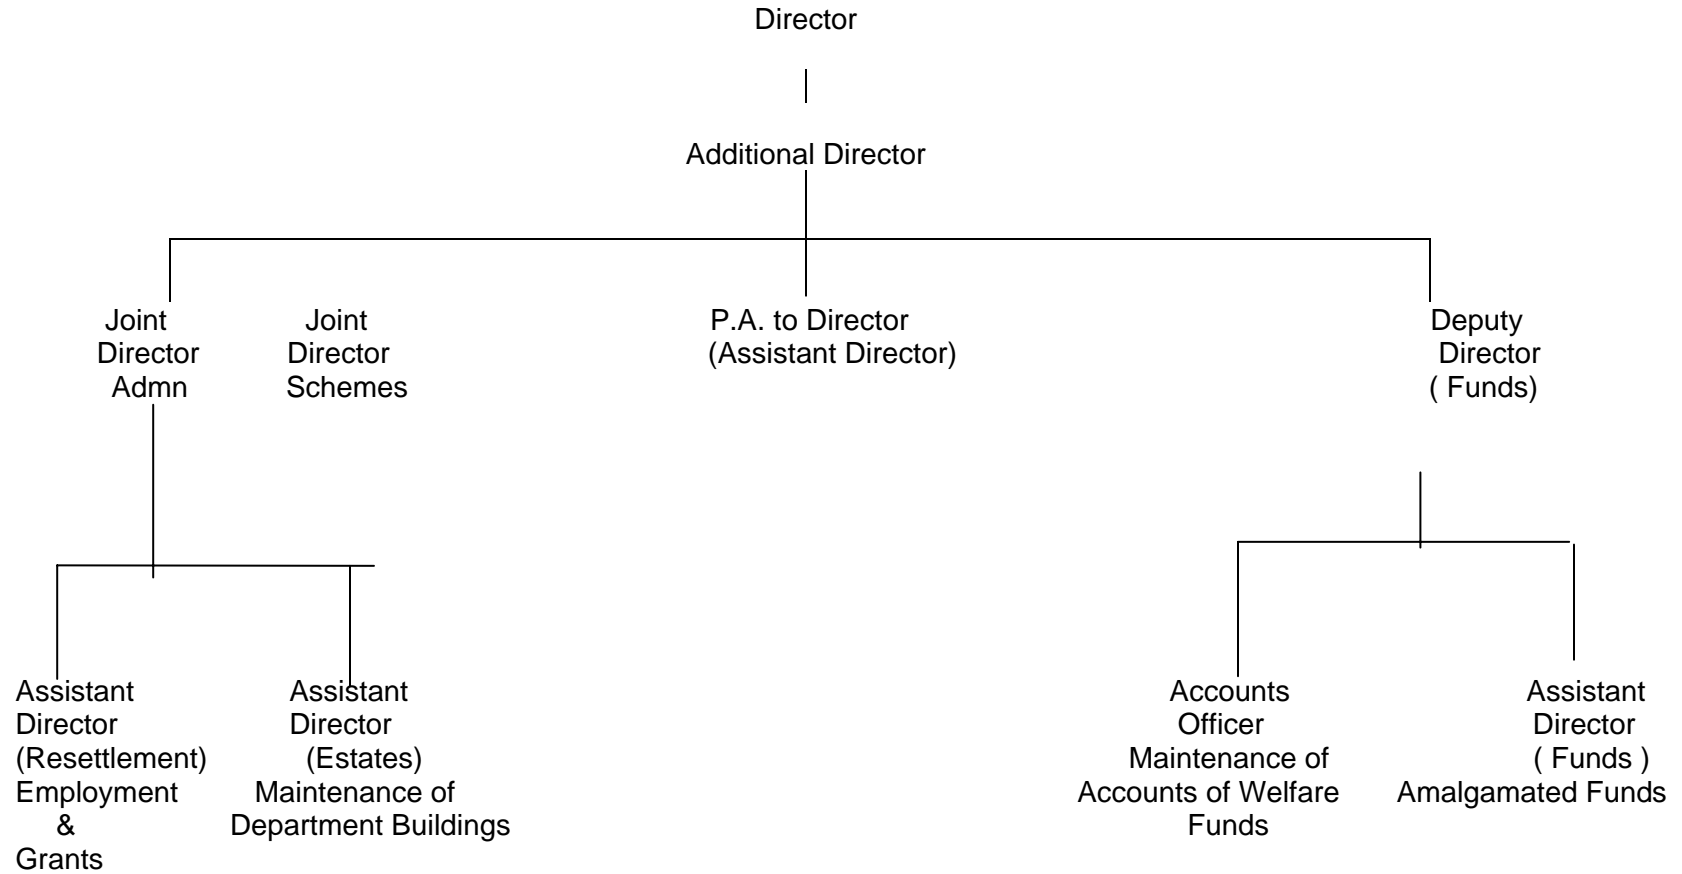 Director
Additional Director
Joint
Director
Admn
Joint
Director
Schemes
P.A. to Director
(Assistant Director)
Deputy
Director
( Funds)
Assistant
Director
(Resettlement)
Employment
&
Grants
Assistant
Director
(Estates)
Maintenance of
Department Buildings
Accounts
Officer
Maintenance of
Accounts of Welfare
Funds
Assistant
Director
( Funds )
Amalgamated Funds